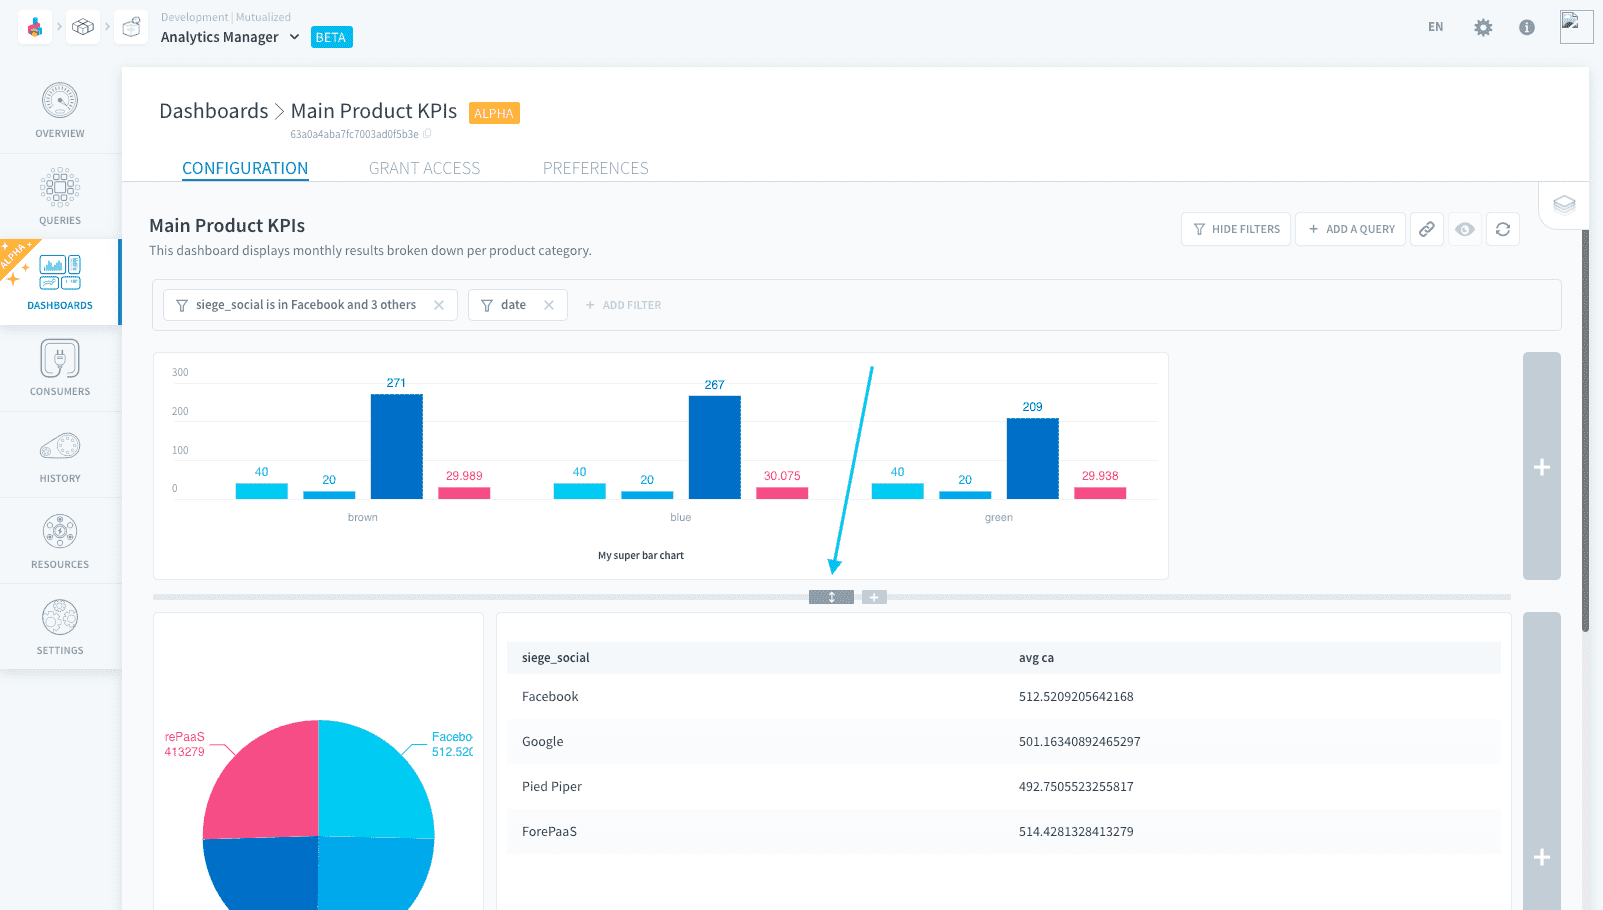 Development | Mutualized
Analytics Manager
BETA
EN
OVERVIEW
QUERIES
ALPHA
DASHBOARDS
CONSUMERS
HISTORY
RESOURCES
SETTINGS
Dashboards > Main Product KPIs ALPHA
63a0a4aba7fc7003ad0f5b3e
CONFIGURATION GRANT ACCESS PREFERENCES
Main Product KPIs
This dashboard displays monthly results broken down per product category.
HIDE FILTERS + ADD A QUERY
siege_social is in Facebook and 3 others
date
+ ADD FILTER
300
200
100
0
40 20 271 29.989
40 20 267 30.075
40 20 209 29.938
brown blue green
My super bar chart
rePaaS
413279
Facebo
512.520
siege_social avg ca
Facebook 512.5209205642168
Google 501.16340892465297
Pied Piper 492.7505523255817
ForePaaS 514.4281328413279